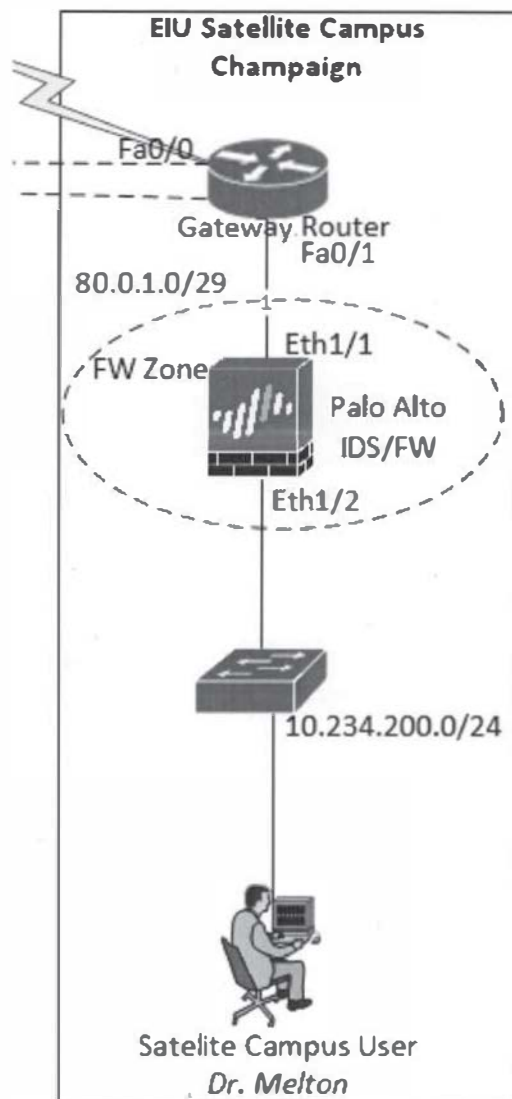 EIU Satellite Campus
Champaign
Fa0/0
Gateway Router
Fa0/1
80.0.1.0/29
1
Eth1/1
FW Zone
Palo Alto
IDS/FW
Eth1/2
10.234.200.0/24
Satelite Campus User
Dr. Melton